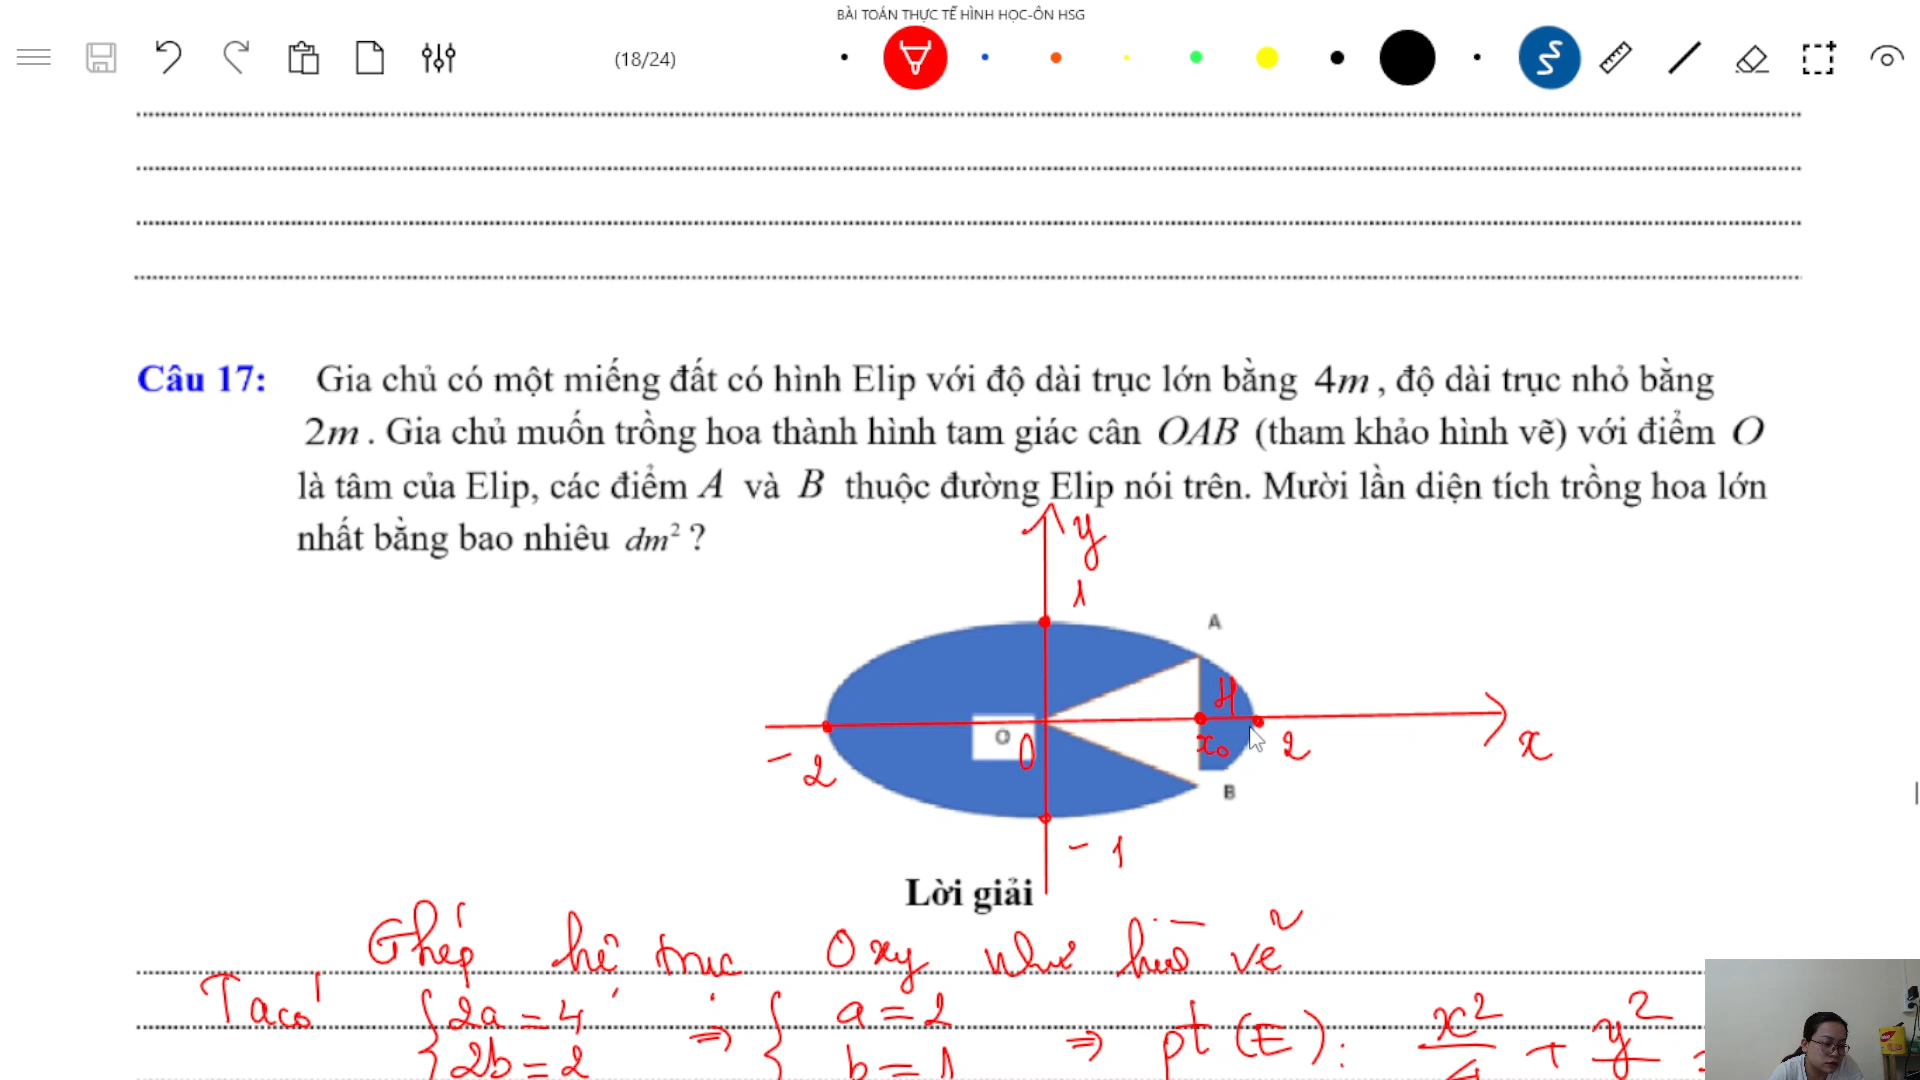 BÀI TOÁN THỰC TẾ HÌNH HỌC-ÔN HSG
(18/24)
Câu 17: Gia chủ có một miếng đất có hình Elip với độ dài trục lớn bằng 4m, độ dài trục nhỏ bằng
2m. Gia chủ muốn trồng hoa thành hình tam giác cân OAB (tham khảo hình vẽ) với điểm O
là tâm của Elip, các điểm A và B thuộc đường Elip nói trên. Mười lần diện tích trồng hoa lớn
nhất bằng bao nhiêu dm² ?
y
1
A
H
O
0
x₀
2
x
-2
B
-1
Lời giải
Ghép hệ trục Oxy như hình vẽ
Ta có { 2a = 4 ⇒ { a = 2 ⇒ pt (E): x²/4 + y²
2b = 2 b = 1